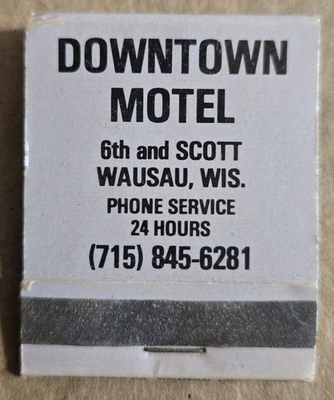 DOWNTOWN
MOTEL
6th and SCOTT
WAUSAU, WIS.
PHONE SERVICE
24 HOURS
(715) 845-6281